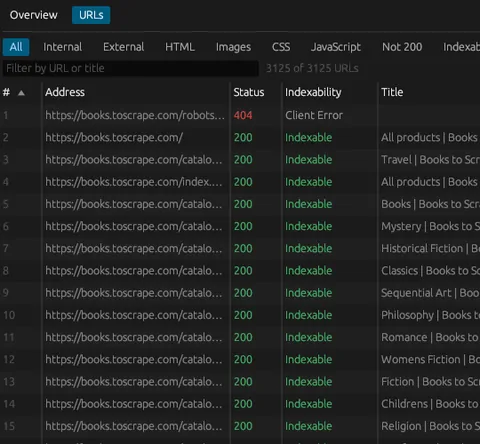 Overview URLs
All Internal External HTML Images CSS JavaScript Not 200 Indexab
Filter by URL or title 3125 of 3125 URLs
# Address Status Indexability Title
1 https://books.toscrape.com/robots... 404 Client Error
2 https://books.toscrape.com/ 200 Indexable All products | Books
3 https://books.toscrape.com/catalo... 200 Indexable Travel | Books to Scra
4 https://books.toscrape.com/index.... 200 Indexable All products | Books
5 https://books.toscrape.com/catalo... 200 Indexable Books | Books to Scra
6 https://books.toscrape.com/catalo... 200 Indexable Mystery | Books to Sc
7 https://books.toscrape.com/catalo... 200 Indexable Historical Fiction | B
8 https://books.toscrape.com/catalo... 200 Indexable Classics | Books to Sc
9 https://books.toscrape.com/catalo... 200 Indexable Sequential Art | Book
10 https://books.toscrape.com/catalo... 200 Indexable Philosophy | Books to
11 https://books.toscrape.com/catalo... 200 Indexable Romance | Books to S
12 https://books.toscrape.com/catalo... 200 Indexable Womens Fiction | Bo
13 https://books.toscrape.com/catalo... 200 Indexable Fiction | Books to Scr
14 https://books.toscrape.com/catalo... 200 Indexable Childrens | Books to
15 https://books.toscrape.com/catalo... 200 Indexable Religion | Books to S